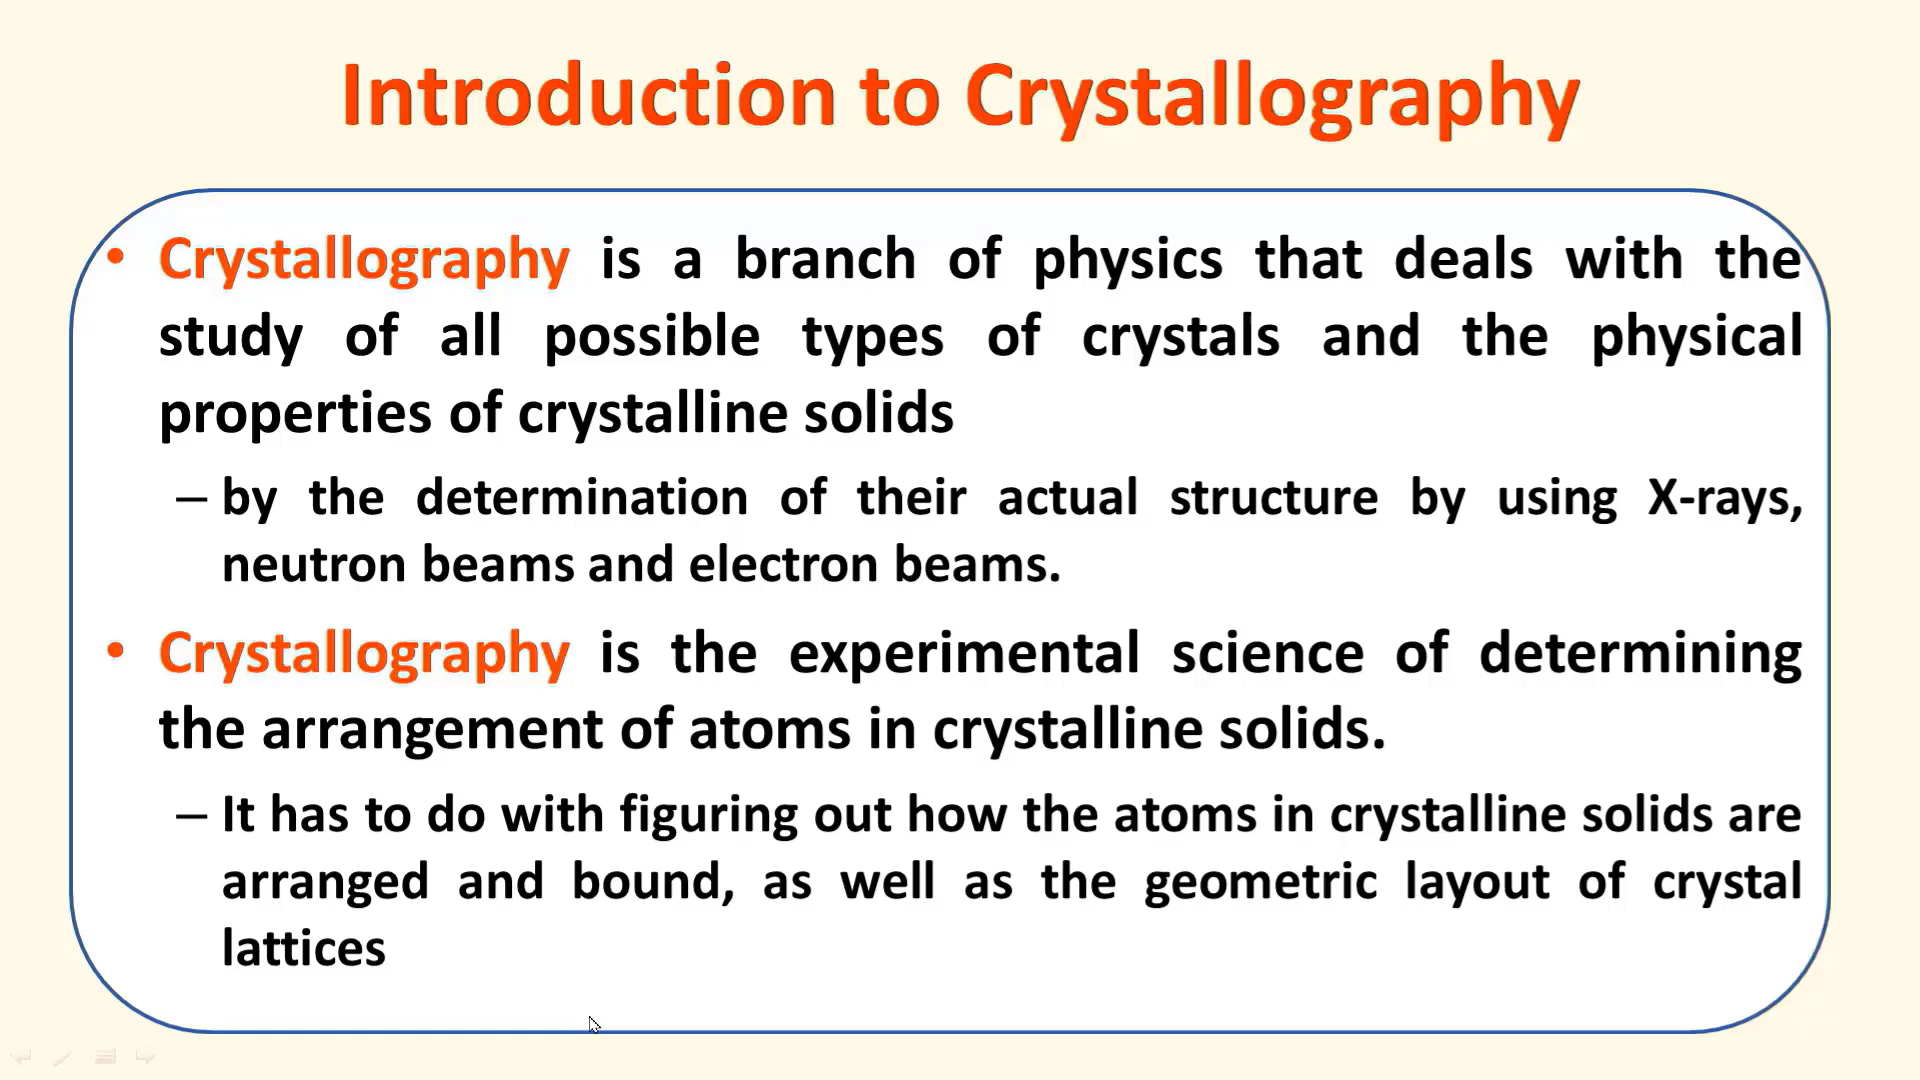 Introduction to Crystallography
• Crystallography is a branch of physics that deals with the
study of all possible types of crystals and the physical
properties of crystalline solids
– by the determination of their actual structure by using X-rays,
neutron beams and electron beams.
• Crystallography is the experimental science of determining
the arrangement of atoms in crystalline solids.
– It has to do with figuring out how the atoms in crystalline solids are
arranged and bound, as well as the geometric layout of crystal
lattices